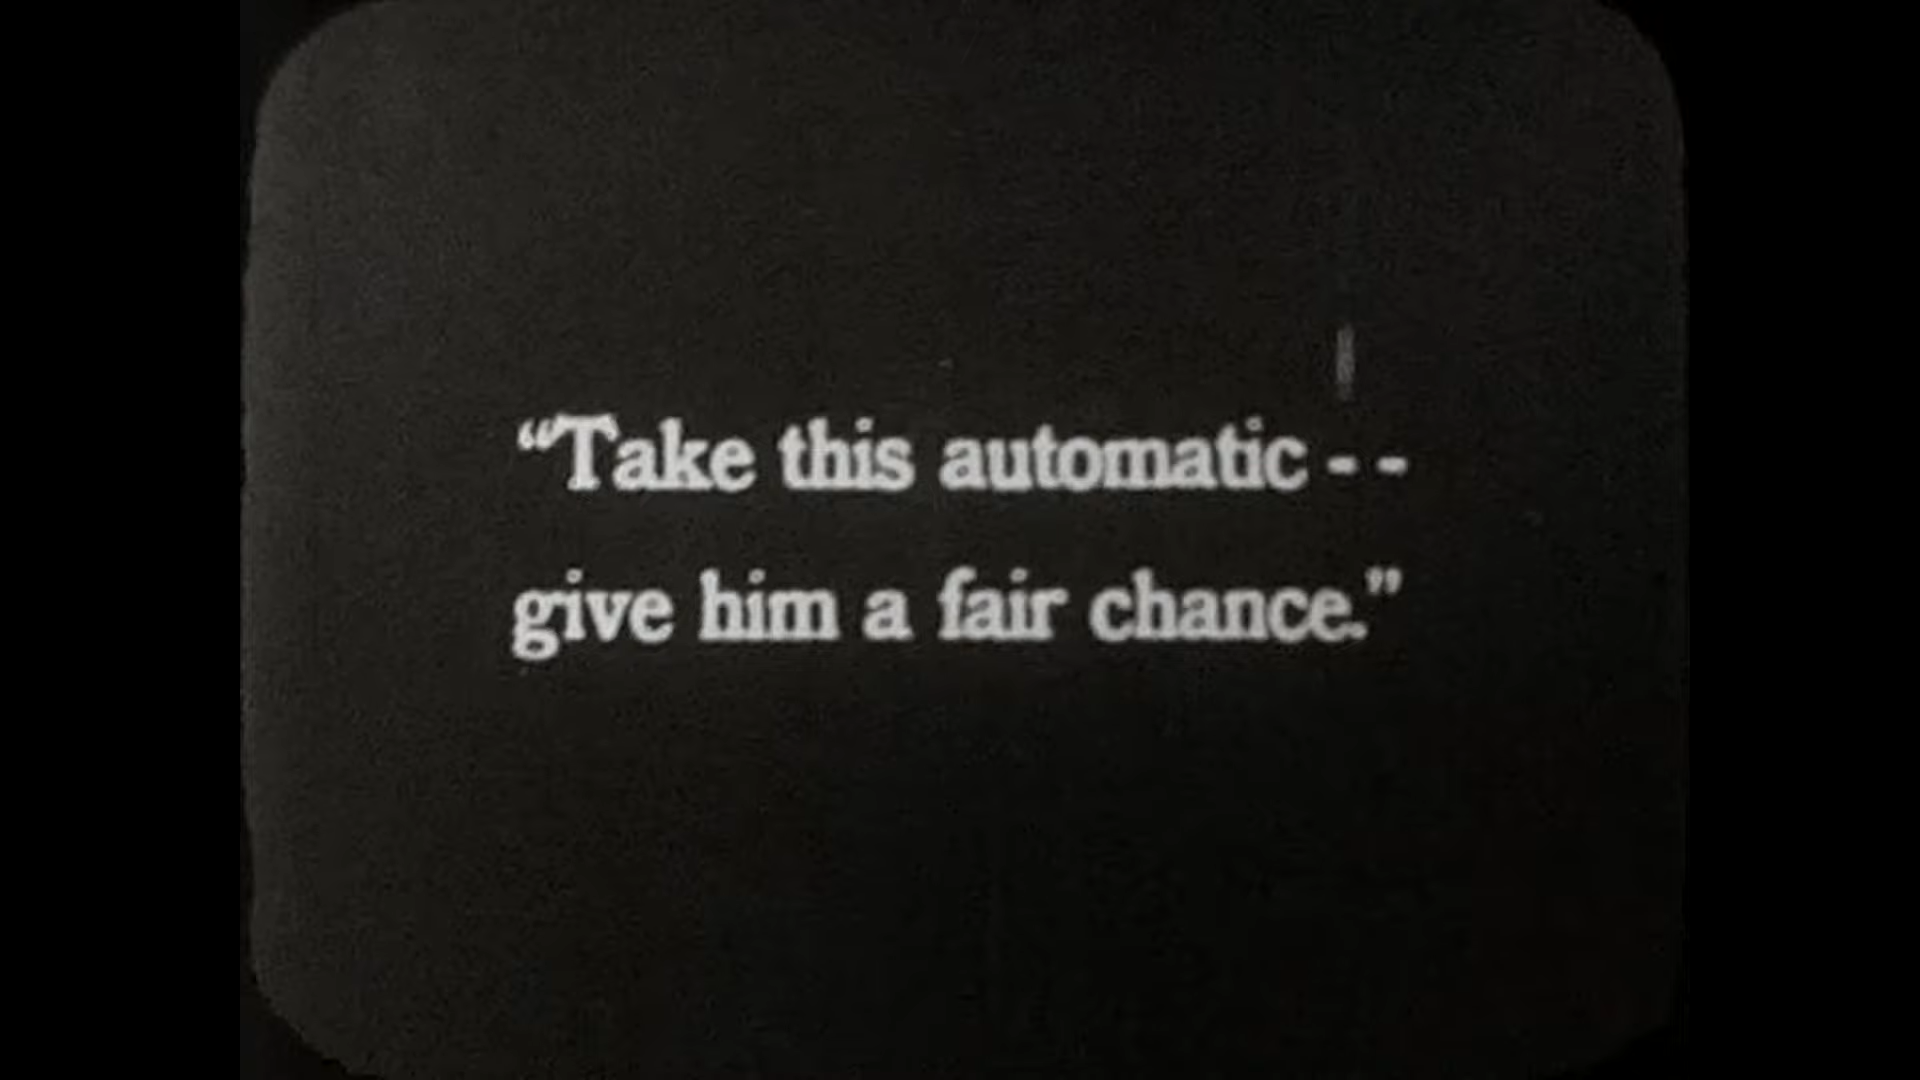 “Take this automatic - -
give him a fair chance.”